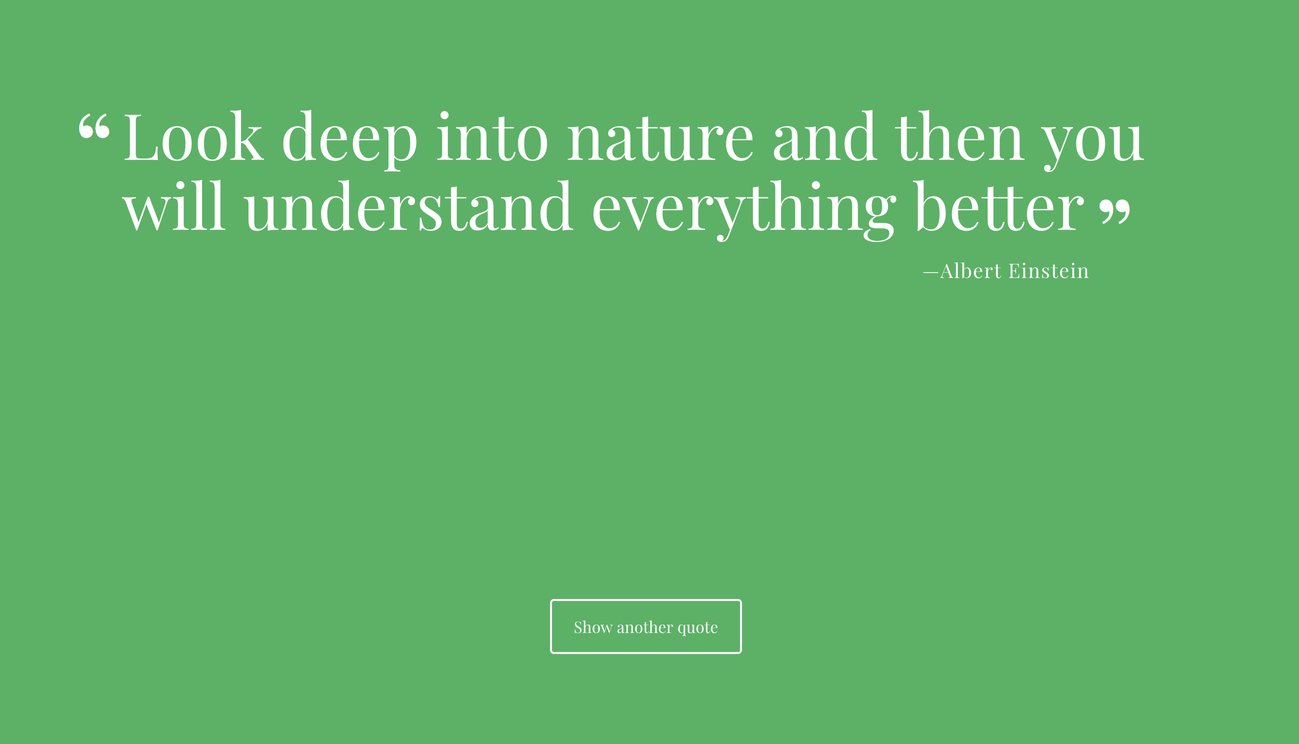 “Look deep into nature and then you
will understand everything better”
—Albert Einstein
Show another quote